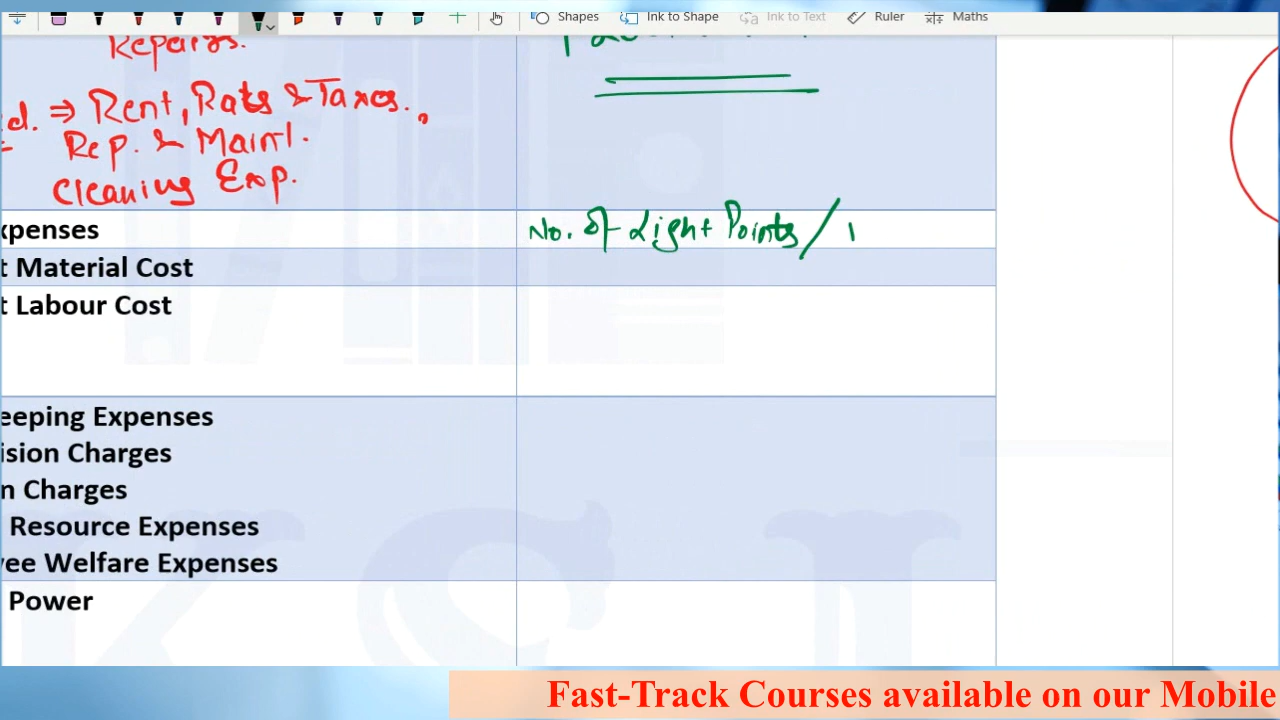 Shapes Ink to Shape Ink to Text Ruler Maths
Repairs.
d. ⇒ Rent, Rats & Taxes.,
Rep. & Maint.
Cleaning Exp.
xpenses
No. of Light Points /
t Material Cost
t Labour Cost
eeping Expenses
ision Charges
n Charges
Resource Expenses
yee Welfare Expenses
Power
Fast-Track Courses available on our Mobile